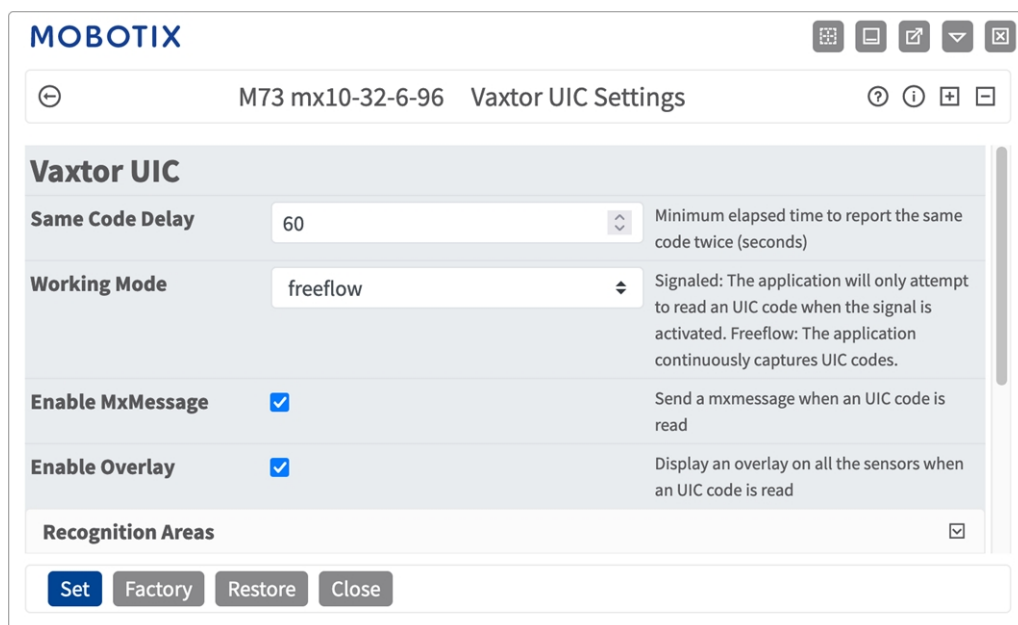 MOBOTIX
M73 mx10-32-6-96 Vaxtor UIC Settings
Vaxtor UIC
Same Code Delay
60
Minimum elapsed time to report the same
code twice (seconds)
Working Mode
freeflow
Signaled: The application will only attempt
to read an UIC code when the signal is
activated. Freeflow: The application
continuously captures UIC codes.
Enable MxMessage
Send a mxmessage when an UIC code is
read
Enable Overlay
Display an overlay on all the sensors when
an UIC code is read
Recognition Areas
Set Factory Restore Close